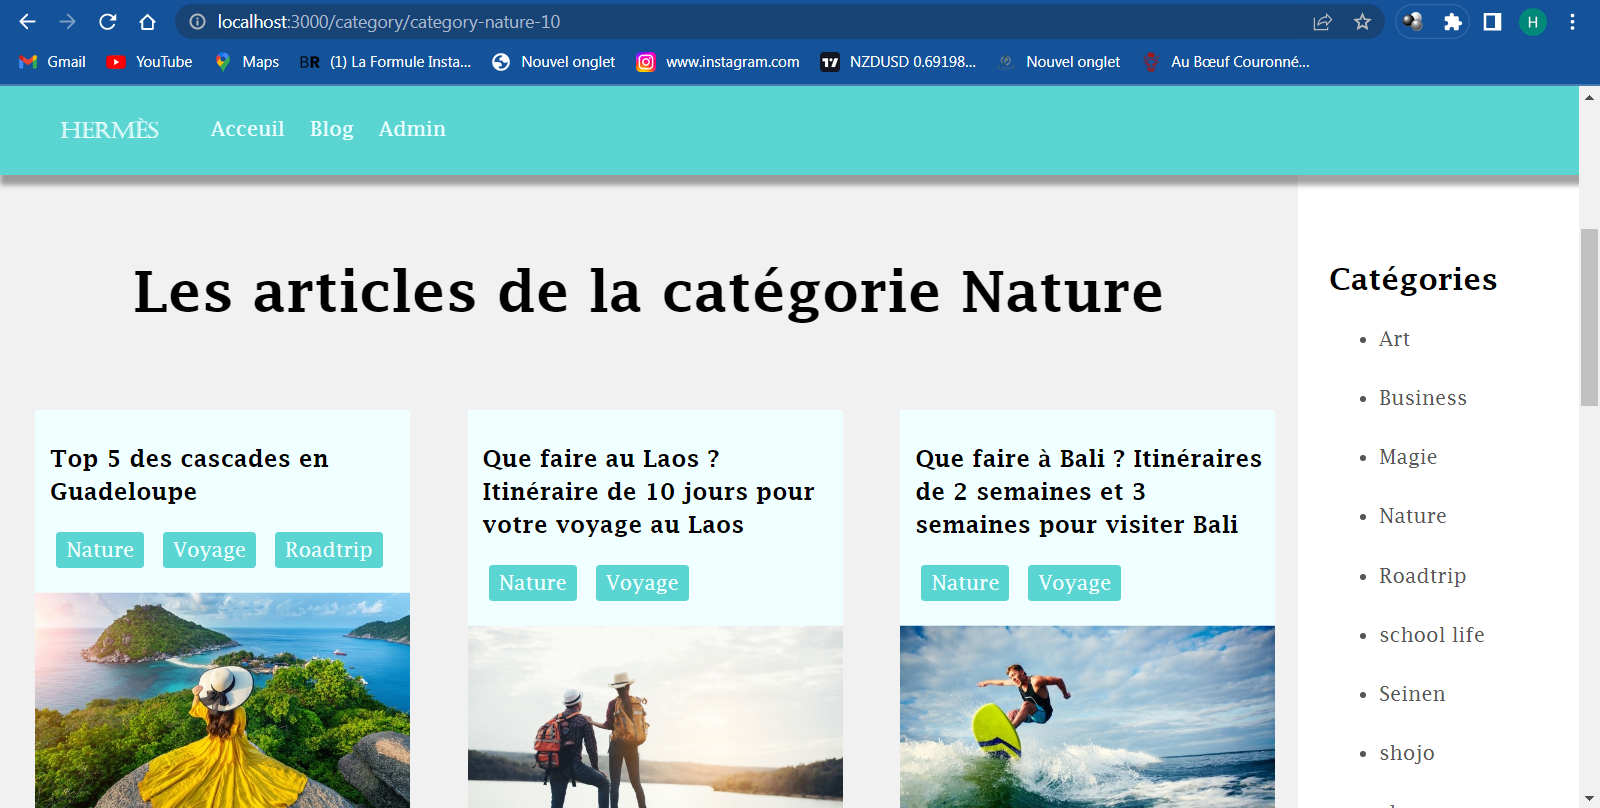 localhost:3000/category/category-nature-10
H
Gmail
YouTube
Maps
BR (1) La Formule Insta...
Nouvel onglet
www.instagram.com
NZDUSD 0.69198...
Nouvel onglet
Au Bœuf Couronné...
HERMÈS
Acceuil
Blog
Admin
Les articles de la catégorie Nature
Top 5 des cascades en
Guadeloupe
Nature
Voyage
Roadtrip
Que faire au Laos ?
Itinéraire de 10 jours pour
votre voyage au Laos
Nature
Voyage
Que faire à Bali ? Itinéraires
de 2 semaines et 3
semaines pour visiter Bali
Nature
Voyage
Catégories
Art
Business
Magie
Nature
Roadtrip
school life
Seinen
shojo